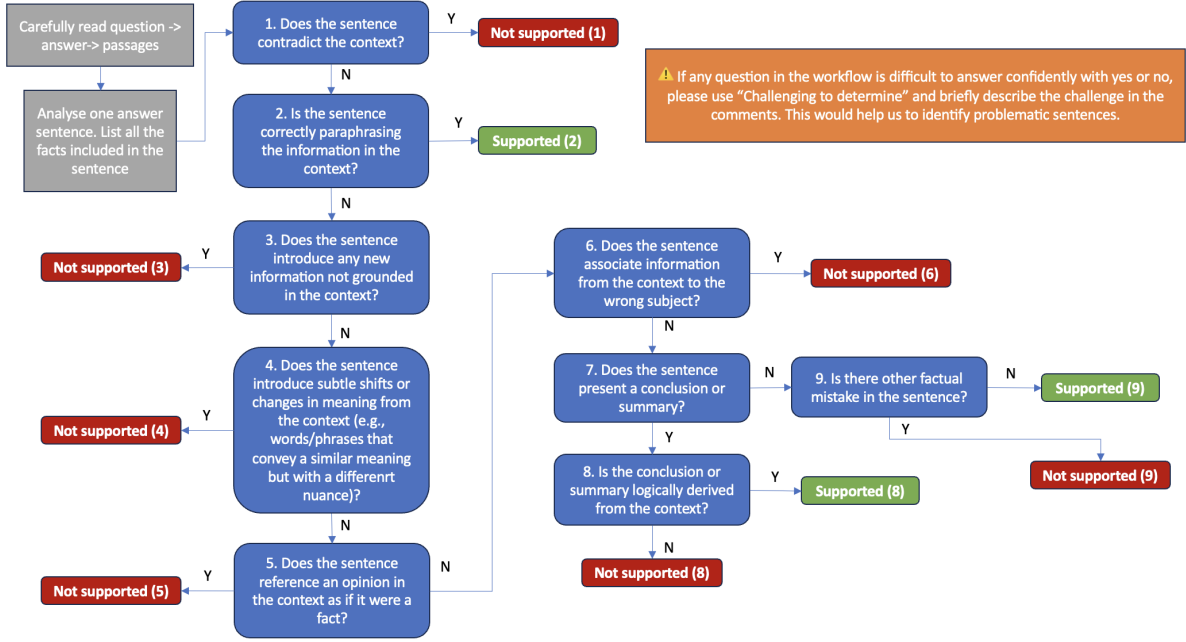 Carefully read question ->
answer-> passages
Analyse one answer
sentence. List all the
facts included in the
sentence
1. Does the sentence
contradict the context?
Y
Not supported (1)
N
2. Is the sentence
correctly paraphrasing
the information in the
context?
Y
Supported (2)
N
3. Does the sentence
introduce any new
information not grounded
in the context?
Y
Not supported (3)
N
4. Does the sentence
introduce subtle shifts or
changes in meaning from
the context (e.g.,
words/phrases that
convey a similar meaning
but with a differenrt
nuance)?
Y
Not supported (4)
N
5. Does the sentence
reference an opinion in
the context as if it were a
fact?
Y
Not supported (5)
N
6. Does the sentence
associate information
from the context to the
wrong subject?
Y
Not supported (6)
N
7. Does the sentence
present a conclusion or
summary?
N
9. Is there other factual
mistake in the sentence?
N
Supported (9)
Y
Not supported (9)
Y
8. Is the conclusion or
summary logically derived
from the context?
Y
Supported (8)
N
Not supported (8)
⚠️ If any question in the workflow is difficult to answer confidently with yes or no,
please use “Challenging to determine” and briefly describe the challenge in the
comments. This would help us to identify problematic sentences.